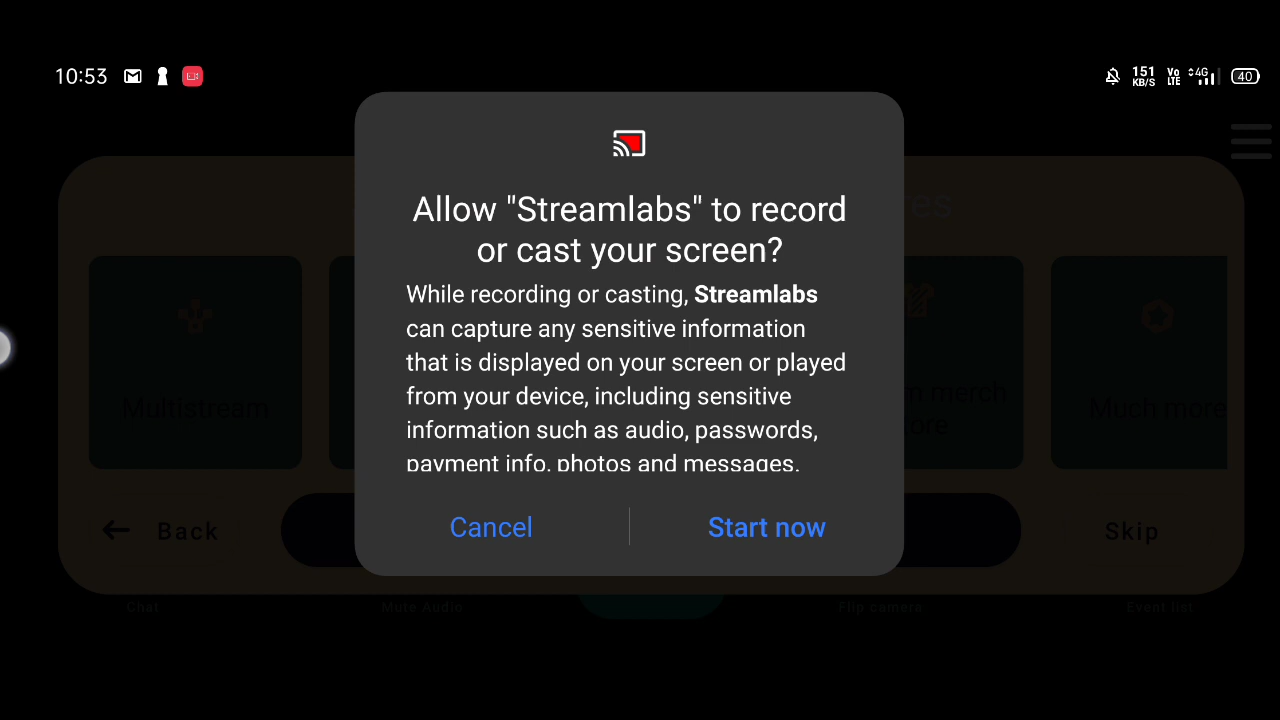 10:53
151
KB/S
Vo
LTE
4G
40
Allow "Streamlabs" to record
or cast your screen?
While recording or casting, Streamlabs
can capture any sensitive information
that is displayed on your screen or played
from your device, including sensitive
information such as audio, passwords,
payment info, photos and messages.
Multistream
merch
Much more
Cancel
Start now
Back
Skip
Chat
Mute Audio
Flip camera
Event list